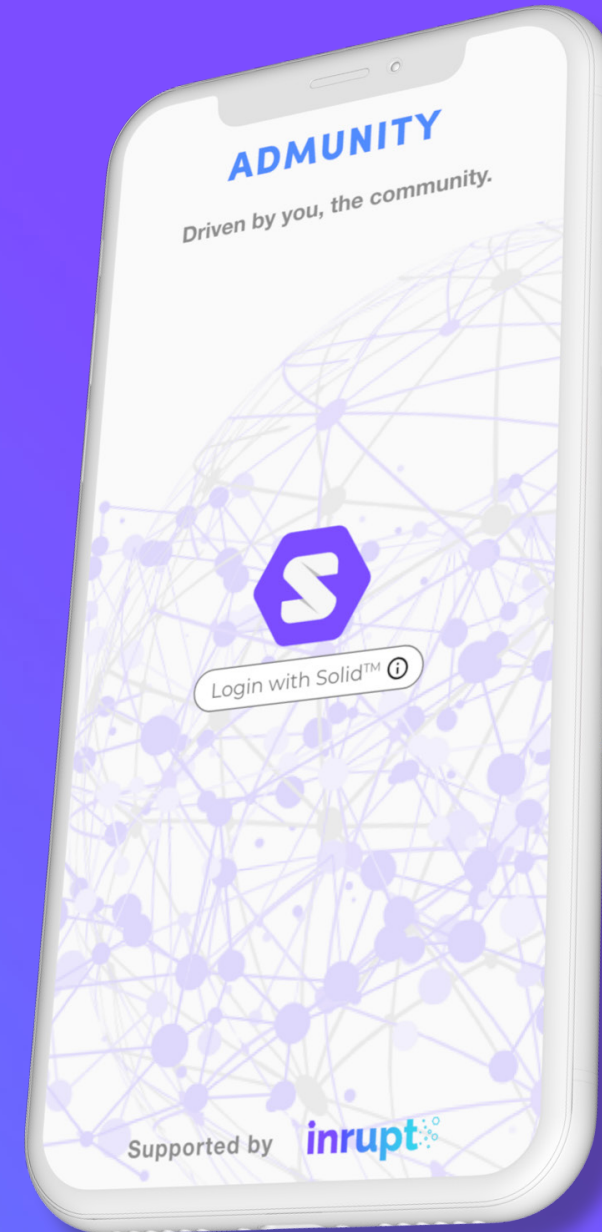 ADMUNITY
Driven by you, the community.
Login with Solid™ ⓘ
Supported by inrupt